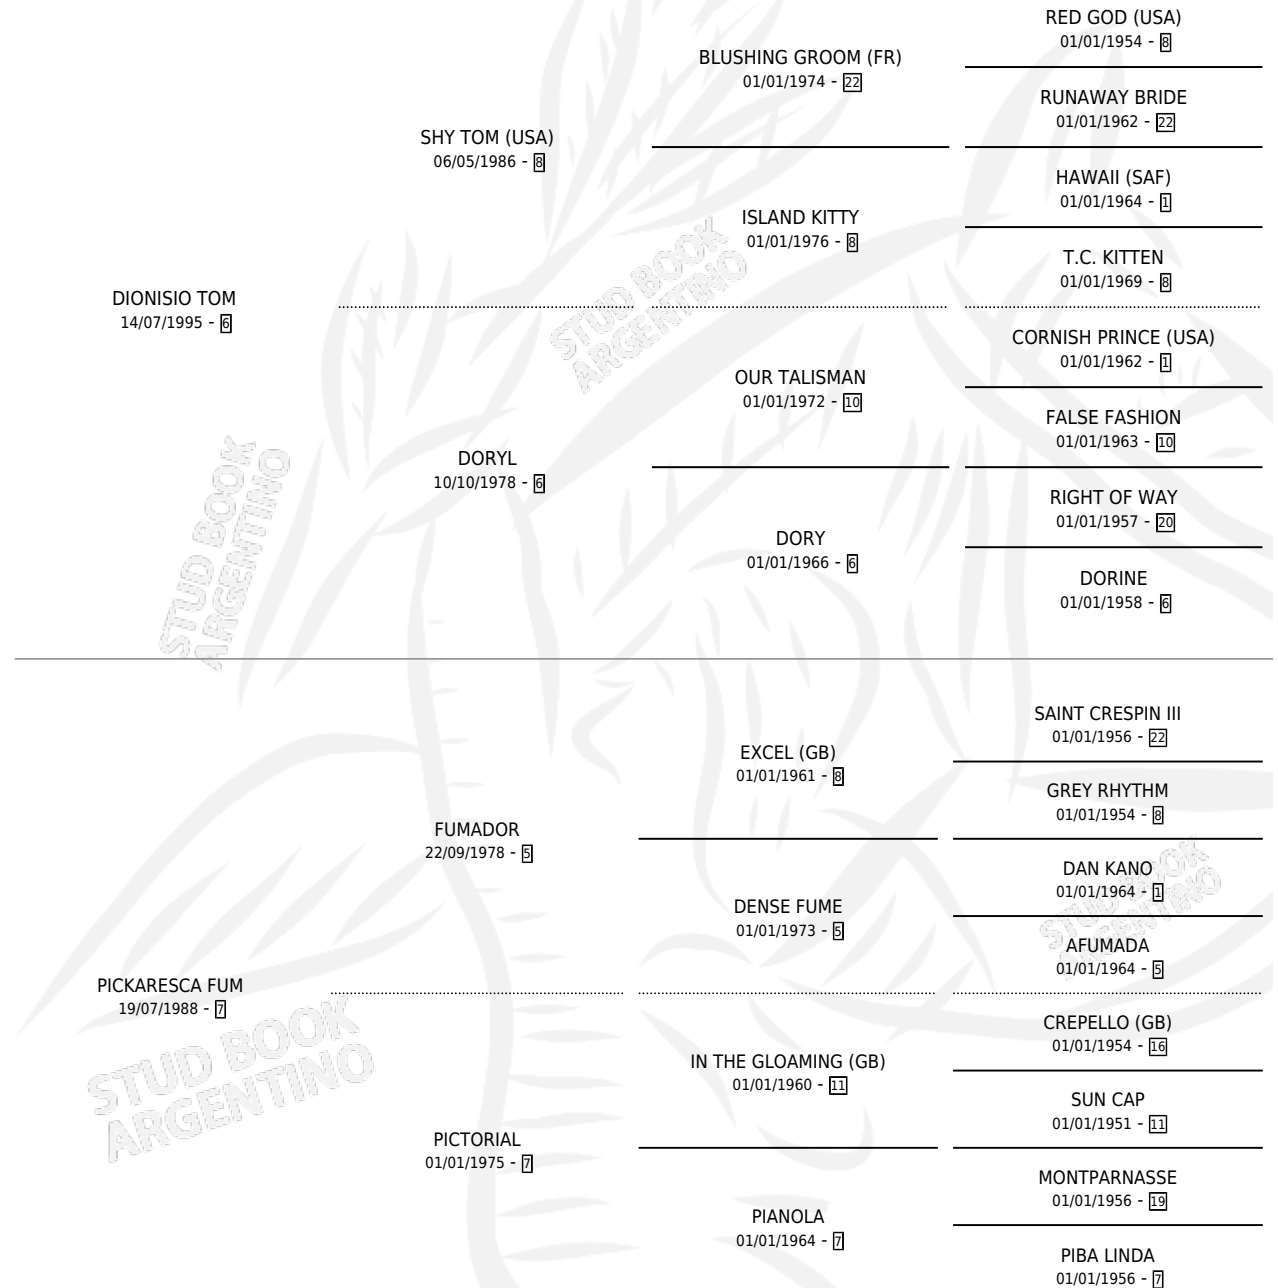 RED GOD (USA)
01/01/1954 - 8
BLUSHING GROOM (FR)
01/01/1974 - 22
RUNAWAY BRIDE
01/01/1962 - 22
SHY TOM (USA)
06/05/1986 - 8
HAWAII (SAF)
01/01/1964 - 1
ISLAND KITTY
01/01/1976 - 8
T.C. KITTEN
01/01/1969 - 8
DIONISIO TOM
14/07/1995 - 6
CORNISH PRINCE (USA)
01/01/1962 - 1
OUR TALISMAN
01/01/1972 - 10
FALSE FASHION
01/01/1963 - 10
DORYL
10/10/1978 - 6
RIGHT OF WAY
01/01/1957 - 20
DORY
01/01/1966 - 6
DORINE
01/01/1958 - 6
SAINT CRESPIN III
01/01/1956 - 22
EXCEL (GB)
01/01/1961 - 8
GREY RHYTHM
01/01/1954 - 8
FUMADOR
22/09/1978 - 5
DAN KANO
01/01/1964 - 1
DENSE FUME
01/01/1973 - 5
AFUMADA
01/01/1964 - 5
PICKARESCA FUM
19/07/1988 - 7
CREPELLO (GB)
01/01/1954 - 16
IN THE GLOAMING (GB)
01/01/1960 - 11
SUN CAP
01/01/1951 - 11
PICTORIAL
01/01/1975 - 7
MONTPARNASSE
01/01/1956 - 19
PIANOLA
01/01/1964 - 7
PIBA LINDA
01/01/1956 - 7
STUD BOOK
ARGENTINO
STUD BOOK
ARGENTINO
STUD BOOK
ARGENTINO
STUD BOOK
ARGENTINO